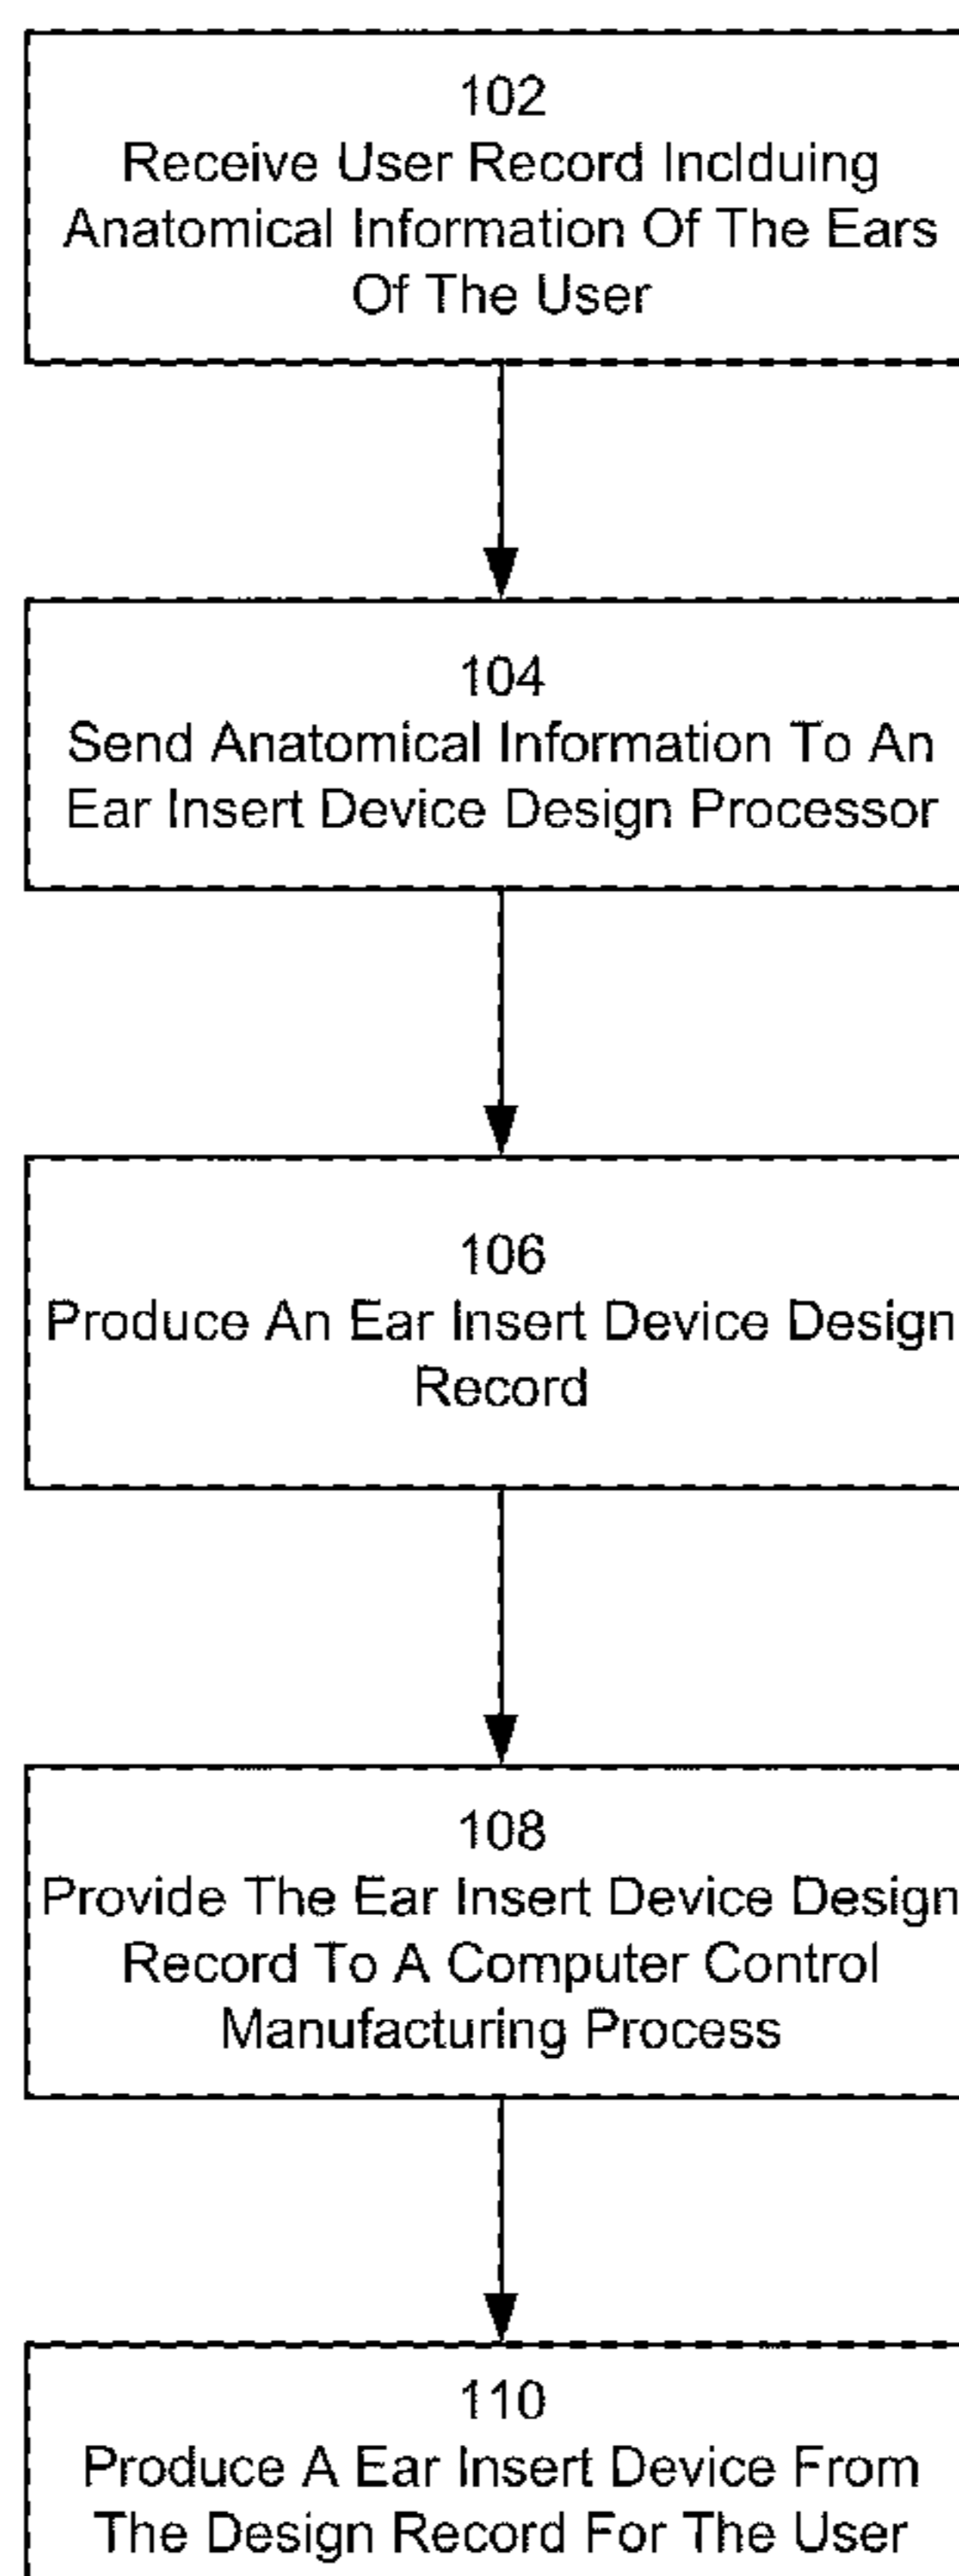 102
Receive User Record Inclduing
Anatomical Information Of The Ears
Of The User
104
Send Anatomical Information To An
Ear Insert Device Design Processor
106
Produce An Ear Insert Device Design
Record
108
Provide The Ear Insert Device Design
Record To A Computer Control
Manufacturing Process
110
Produce A Ear Insert Device From
The Design Record For The User